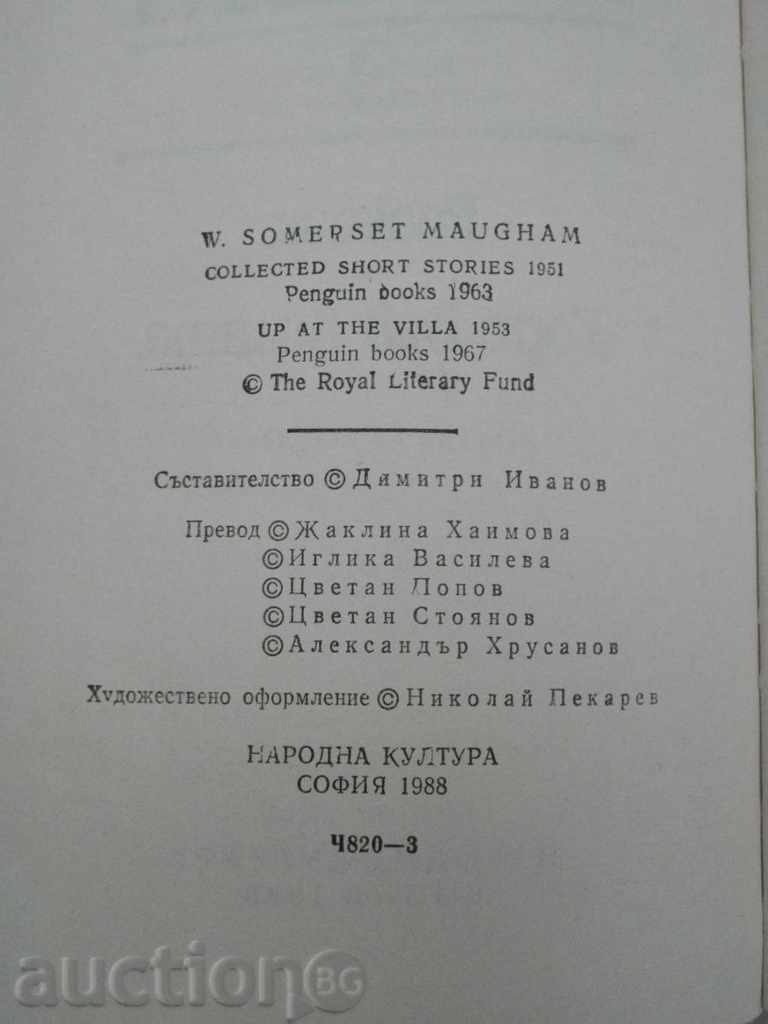 W. SOMERSET MAUGHAM
COLLECTED SHORT STORIES 1951
Penguin books 1963
UP AT THE VILLA 1953
Penguin books 1967
© The Royal Literary Fund
Съставителство © Димитри Иванов
Превод © Жаклина Хаимова
© Иглика Василева
© Цветан Попов
© Цветан Стоянов
© Александър Хрусанов
Художествено оформление © Николай Пекарев
НАРОДНА КУЛТУРА
СОФИЯ 1988
Ч820—3
auction BG